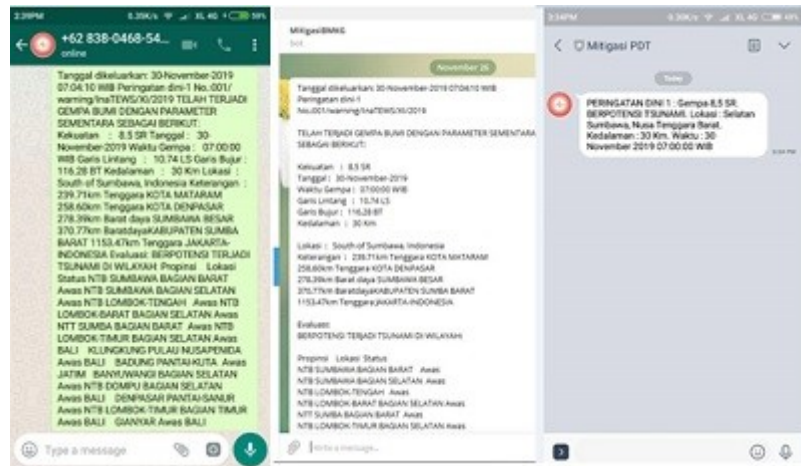 2:39PM
0.39K/s
XL 4G
59%
+62 838-0468-54...
online
Tanggal dikeluarkan: 30-November-2019
07:04:10 WIB Peringatan dini-1 No.:001/
warning/InaTEWS/XI/2019 TELAH TERJADI
GEMPA BUMI DENGAN PARAMETER
SEMENTARA SEBAGAI BERIKUT:
Kekuatan : 8.5 SR Tanggal : 30-
November-2019 Waktu Gempa : 07:00:00
WIB Garis Lintang : 10.74 LS Garis Bujur :
116.28 BT Kedalaman : 30 Km Lokasi :
South of Sumbawa, Indonesia Keterangan :
239.71km Tenggara KOTA MATARAM
258.60km Tenggara KOTA DENPASAR
278.39km Barat daya SUMBAWA BESAR
370.77km BaratdayaKABUPATEN SUMBA
BARAT 1153.47km Tenggara JAKARTA-
INDONESIA Evaluasi: BERPOTENSI TERJADI
TSUNAMI DI WILAYAH: Propinsi Lokasi
Status NTB SUMBAWA BAGIAN BARAT
Awas NTB SUMBAWA BAGIAN SELATAN
Awas NTB LOMBOK-TENGAH Awas NTB
LOMBOK-BARAT BAGIAN SELATAN Awas
NTT SUMBA BAGIAN BARAT Awas NTB
LOMBOK-TIMUR BAGIAN SELATAN Awas
BALI KLUNGKUNG PULAU NUSAPENIDA
Awas BALI BADUNG PANTAI-KUTA Awas
JATIM BANYUWANGI BAGIAN SELATAN
Awas NTB DOMPU BAGIAN SELATAN
Awas BALI DENPASAR PANTAI-SANUR
Awas NTB LOMBOK-TIMUR BAGIAN TIMUR
Awas BALI GIANYAR Awas BALI
Type a message
MitigasiBMKG
bot
November 26
Tanggal dikeluarkan: 30-November-2019 07:04:10 WIB
Peringatan dini-1
No.:001/warning/InaTEWS/XI/2019
TELAH TERJADI GEMPA BUMI DENGAN PARAMETER SEMENTARA
SEBAGAI BERIKUT:
Kekuatan : 8.5 SR
Tanggal : 30-November-2019
Waktu Gempa : 07:00:00 WIB
Garis Lintang : 10.74 LS
Garis Bujur : 116.28 BT
Kedalaman : 30 Km
Lokasi : South of Sumbawa, Indonesia
Keterangan : 239.71km Tenggara KOTA MATARAM
258.60km Tenggara KOTA DENPASAR
278.39km Barat daya SUMBAWA BESAR
370.77km BaratdayaKABUPATEN SUMBA BARAT
1153.47km Tenggara JAKARTA-INDONESIA
Evaluasi:
BERPOTENSI TERJADI TSUNAMI DI WILAYAH:
Propinsi Lokasi Status
NTB SUMBAWA BAGIAN BARAT Awas
NTB SUMBAWA BAGIAN SELATAN Awas
NTB LOMBOK-TENGAH Awas
NTB LOMBOK-BARAT BAGIAN SELATAN Awas
NTT SUMBA BAGIAN BARAT Awas
NTB LOMBOK-TIMUR BAGIAN SELATAN Awas
Write a message...
3:34PM
XL 4G
Mitigasi PDT
Today
PERINGATAN DINI 1 : Gempa 8,5 SR.
BERPOTENSI TSUNAMI. Lokasi : Selatan
Sumbawa, Nusa Tenggara Barat.
Kedalaman : 30 Km. Waktu : 30
November 2019 07:00:00 WIB
3:34 PM